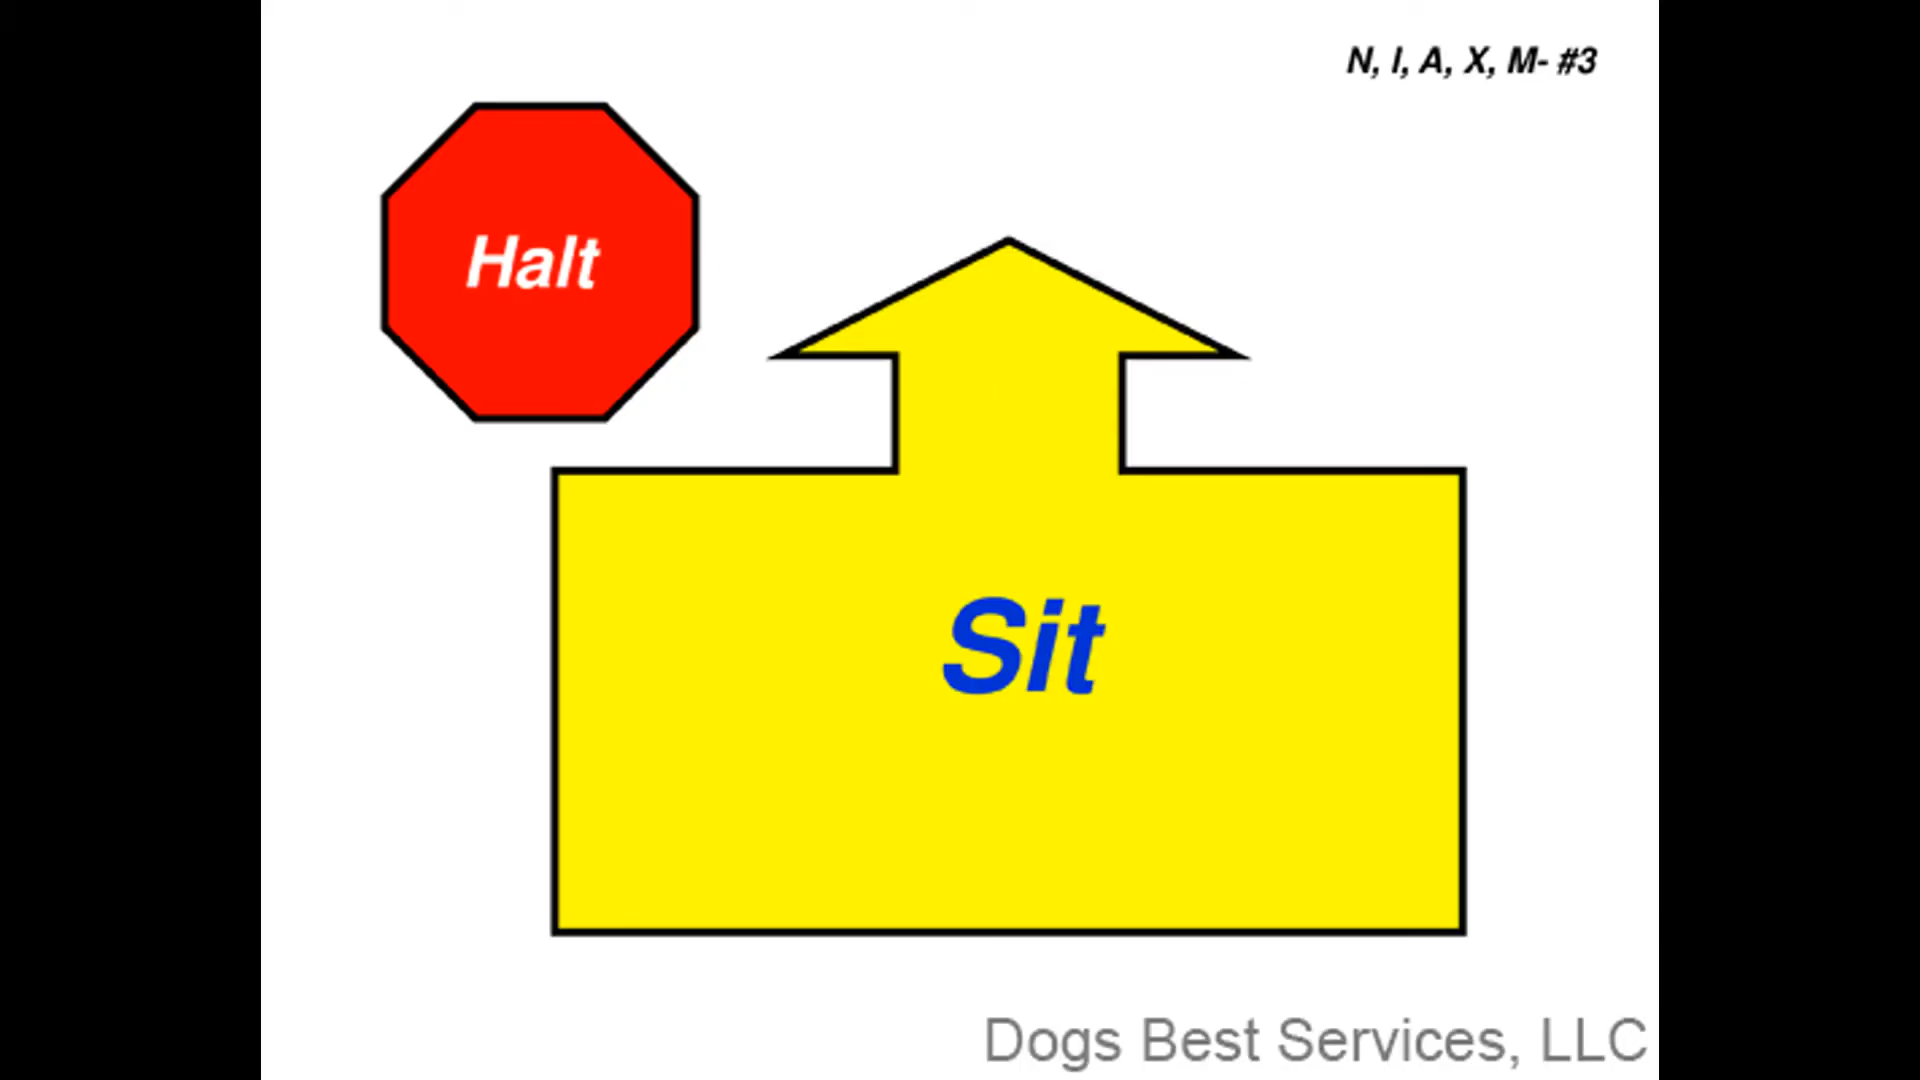 N, I, A, X, M- #3
Halt
Sit
Dogs Best Services, LLC